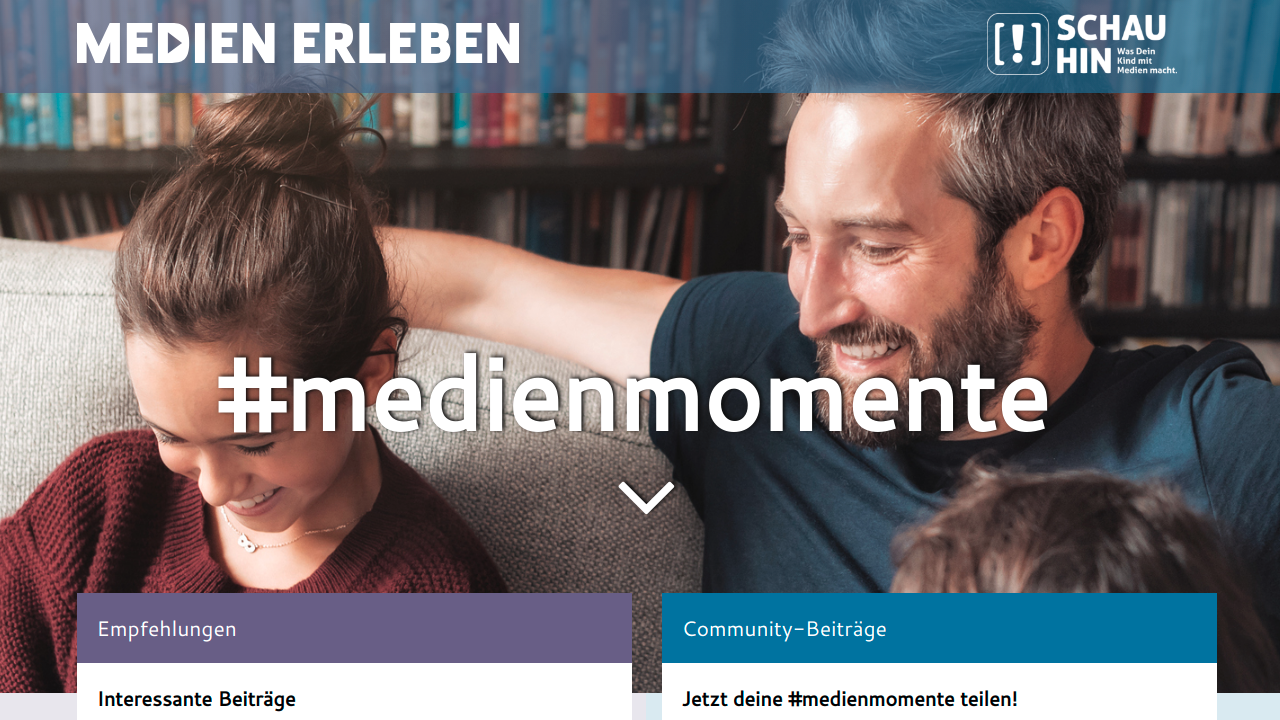 MEDIEN ERLEBEN
SCHAU
HIN
Was Dein
Kind mit
Medien macht.
#medienmomente
Empfehlungen
Community-Beiträge
Interessante Beiträge
Jetzt deine #medienmomente teilen!